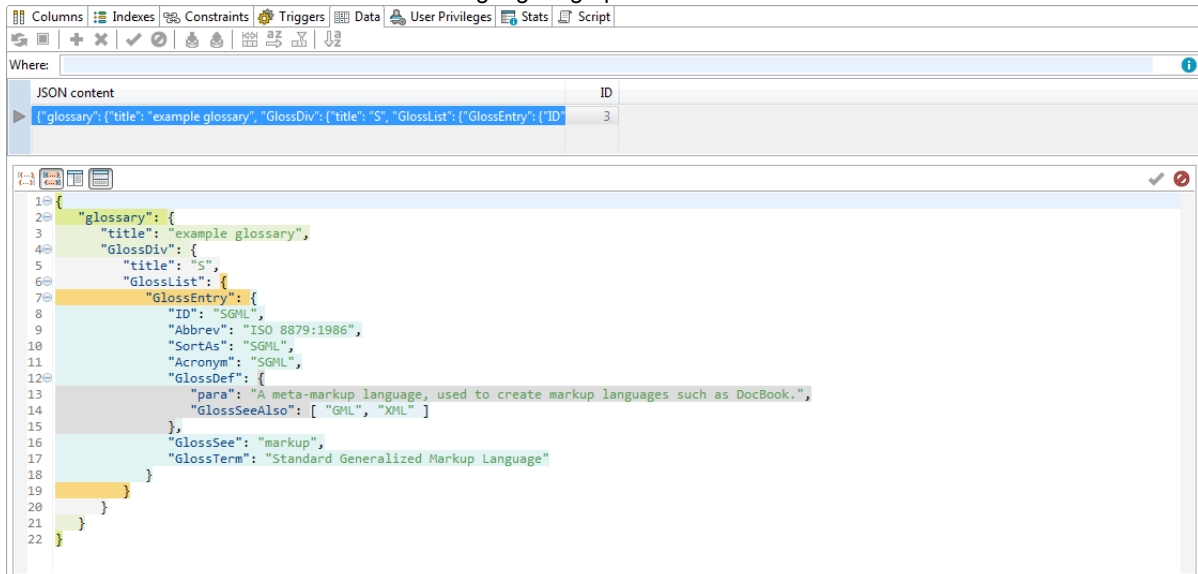 Columns Indexes Constraints Triggers Data User Privileges Stats Script
Where:
JSON content ID
{"glossary": {"title": "example glossary", "GlossDiv": {"title": "S", "GlossList": {"GlossEntry": {"ID" 3
1 {
2 "glossary": {
3 "title": "example glossary",
4 "GlossDiv": {
5 "title": "S",
6 "GlossList": {
7 "GlossEntry": {
8 "ID": "SGML",
9 "Abbrev": "ISO 8879:1986",
10 "SortAs": "SGML",
11 "Acronym": "SGML",
12 "GlossDef": {
13 "para": "A meta-markup language, used to create markup languages such as DocBook.",
14 "GlossSeeAlso": [ "GML", "XML" ]
15 },
16 "GlossSee": "markup",
17 "GlossTerm": "Standard Generalized Markup Language"
18 }
19 }
20 }
21 }
22 }